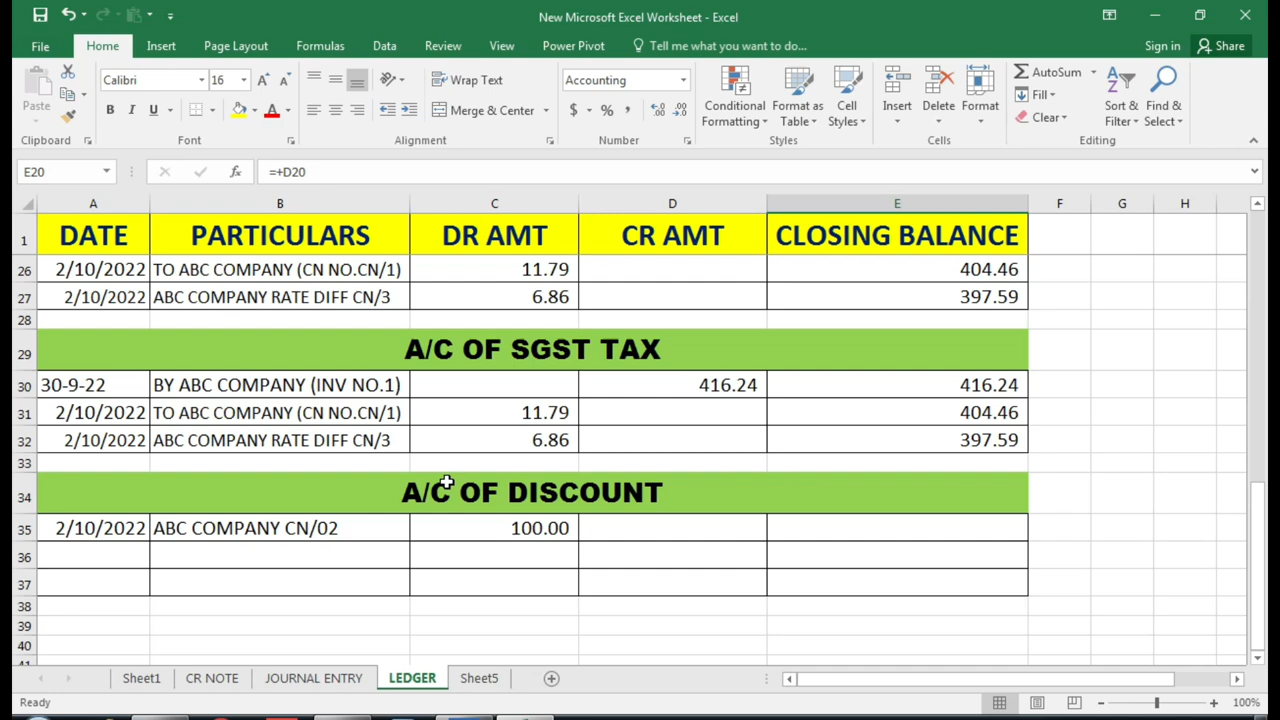 New Microsoft Excel Worksheet - Excel
File Home Insert Page Layout Formulas Data Review View Power Pivot Tell me what you want to do... Sign in Share
Calibri 16 Wrap Text Accounting AutoSum
Paste B I U Merge & Center $ % , Conditional Formatting Format as Table Cell Styles Insert Delete Format Fill Clear Sort & Filter Find & Select
Clipboard Font Alignment Number Styles Cells Editing
E20 fx =+D20
A B C D E F G H
1 DATE PARTICULARS DR AMT CR AMT CLOSING BALANCE
26 2/10/2022 TO ABC COMPANY (CN NO.CN/1) 11.79 404.46
27 2/10/2022 ABC COMPANY RATE DIFF CN/3 6.86 397.59
28
29 A/C OF SGST TAX
30 30-9-22 BY ABC COMPANY (INV NO.1) 416.24 416.24
31 2/10/2022 TO ABC COMPANY (CN NO.CN/1) 11.79 404.46
32 2/10/2022 ABC COMPANY RATE DIFF CN/3 6.86 397.59
33
34 A/C OF DISCOUNT
35 2/10/2022 ABC COMPANY CN/02 100.00
36
37
38
39
40
41
Sheet1 CR NOTE JOURNAL ENTRY LEDGER Sheet5
Ready 100%